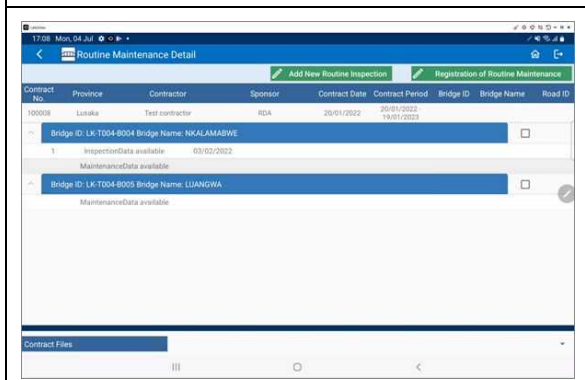 17:08 Mon, 04 Jul
Routine Maintenance Detail
Add New Routine Inspection Registration of Routine Maintenance
Contract No. Province Contractor Sponsor Contract Date Contract Period Bridge ID Bridge Name Road ID
100008 Lusaka Test contractor RDA 20/01/2022 20/01/2022
19/01/2023
Bridge ID: LK-T004-B004 Bridge Name: NKALAMABWE
1 InspectionData available 03/02/2022
MaintenanceData available
Bridge ID: LK-T004-B005 Bridge Name: LUANGWA
MaintenanceData available
Contract Files